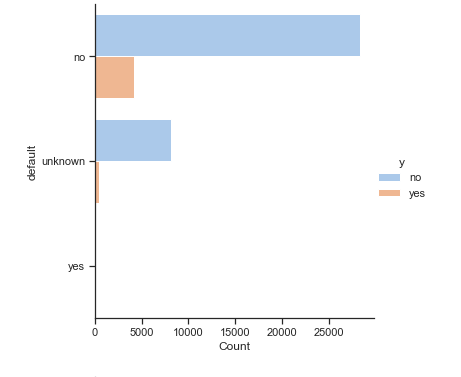 no
unknown
yes
default
0 5000 10000 15000 20000 25000
Count
y
no
yes